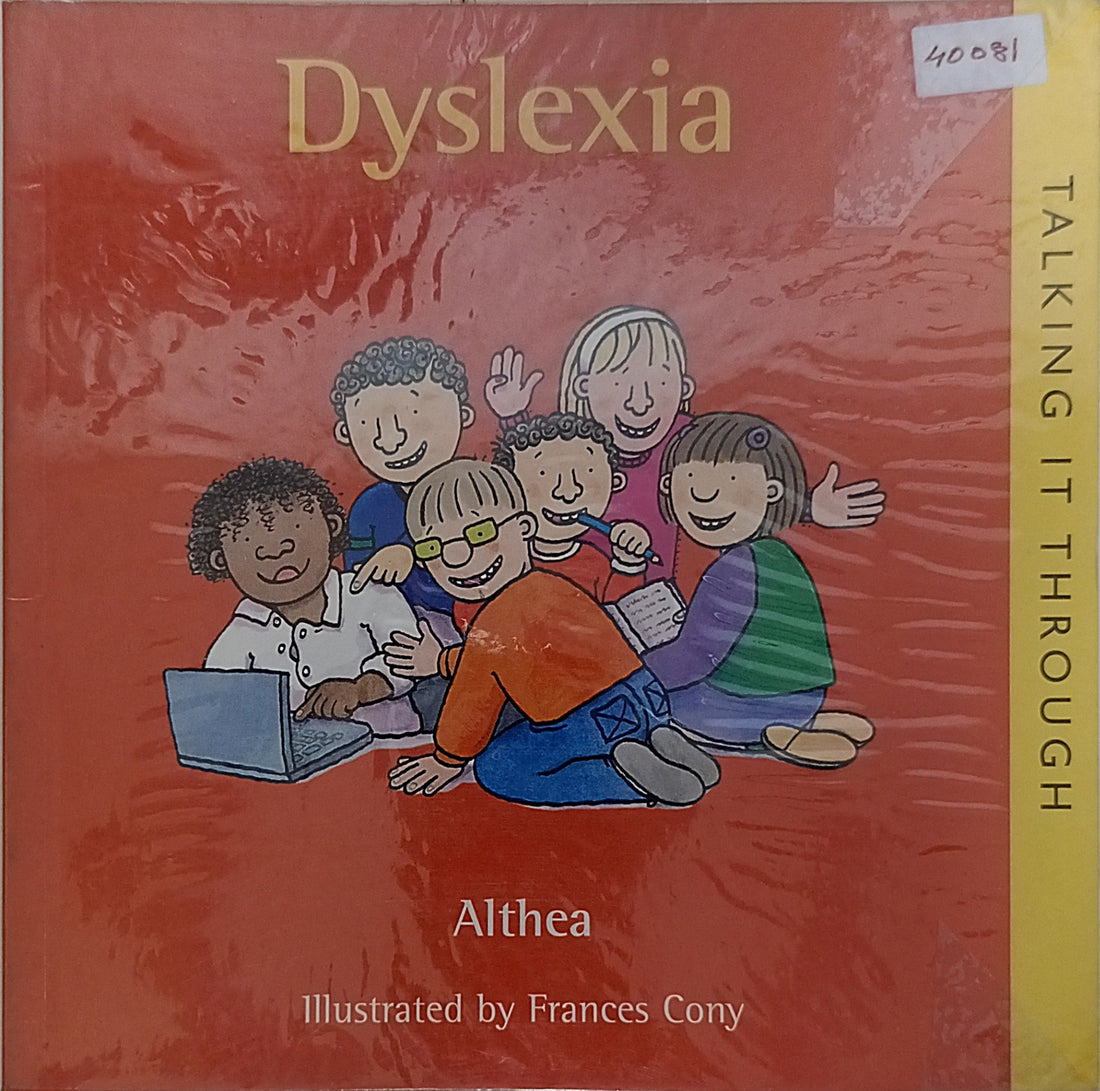 40081
Dyslexia
TALKING IT THROUGH
Althea
Illustrated by Frances Cony